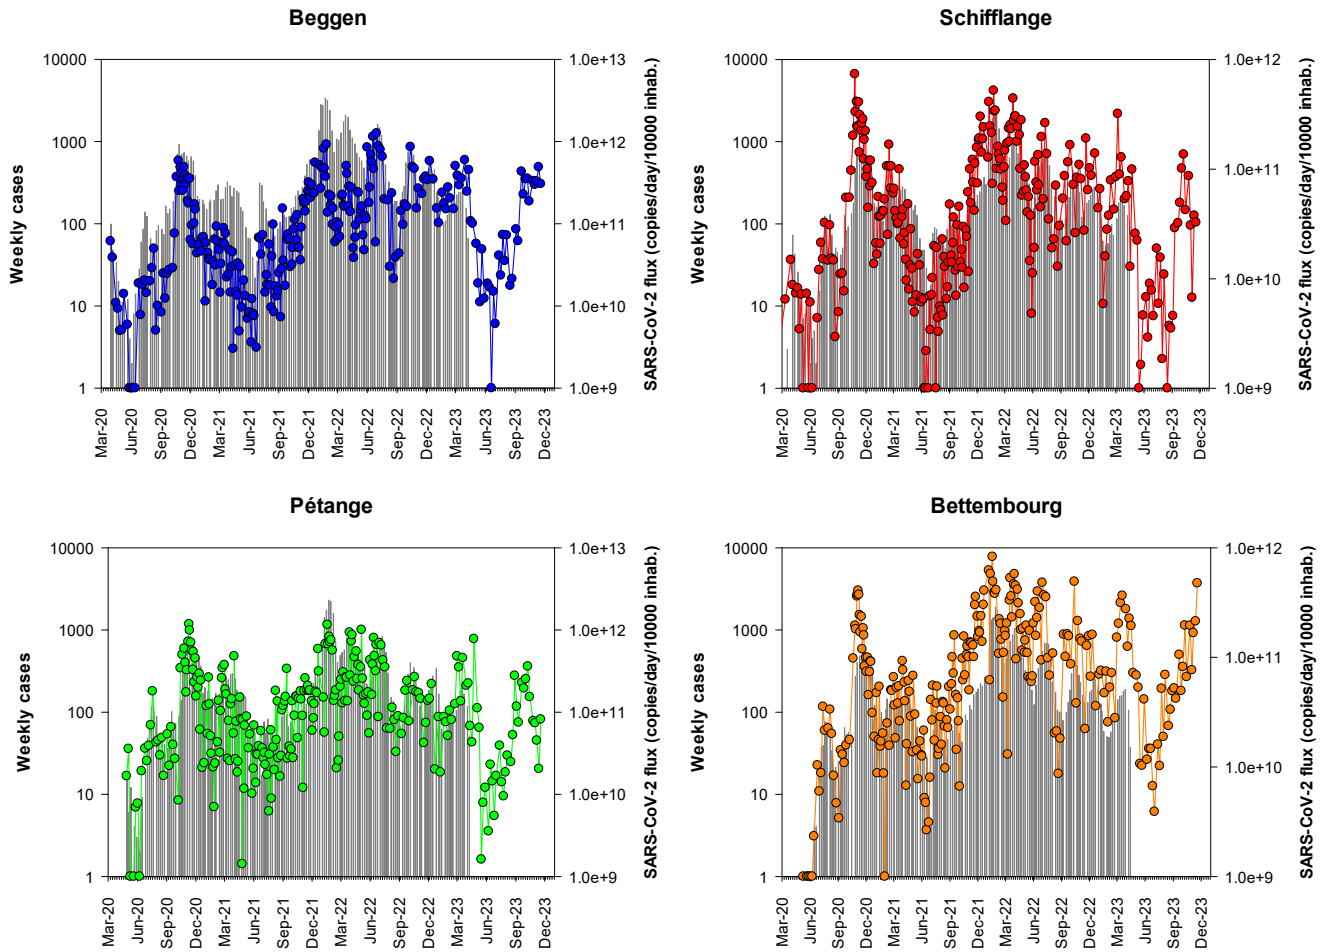 Beggen
10000
1000
100
10
1
Weekly cases
1.0e+13
1.0e+12
1.0e+11
1.0e+10
1.0e+9
SARS-CoV-2 flux (copies/day/10000 inhab.)
Mar-20
Jun-20
Sep-20
Dec-20
Mar-21
Jun-21
Sep-21
Dec-21
Mar-22
Jun-22
Sep-22
Dec-22
Mar-23
Jun-23
Sep-23
Dec-23
Schifflange
10000
1000
100
10
1
Weekly cases
1.0e+12
1.0e+11
1.0e+10
1.0e+9
SARS-CoV-2 flux (copies/day/10000 inhab.)
Mar-20
Jun-20
Sep-20
Dec-20
Mar-21
Jun-21
Sep-21
Dec-21
Mar-22
Jun-22
Sep-22
Dec-22
Mar-23
Jun-23
Sep-23
Dec-23
Pétange
10000
1000
100
10
1
Weekly cases
1.0e+13
1.0e+12
1.0e+11
1.0e+10
1.0e+9
SARS-CoV-2 flux (copies/day/10000 inhab.)
Mar-20
Jun-20
Sep-20
Dec-20
Mar-21
Jun-21
Sep-21
Dec-21
Mar-22
Jun-22
Sep-22
Dec-22
Mar-23
Jun-23
Sep-23
Dec-23
Bettembourg
10000
1000
100
10
1
Weekly cases
1.0e+12
1.0e+11
1.0e+10
1.0e+9
SARS-CoV-2 flux (copies/day/10000 inhab.)
Mar-20
Jun-20
Sep-20
Dec-20
Mar-21
Jun-21
Sep-21
Dec-21
Mar-22
Jun-22
Sep-22
Dec-22
Mar-23
Jun-23
Sep-23
Dec-23